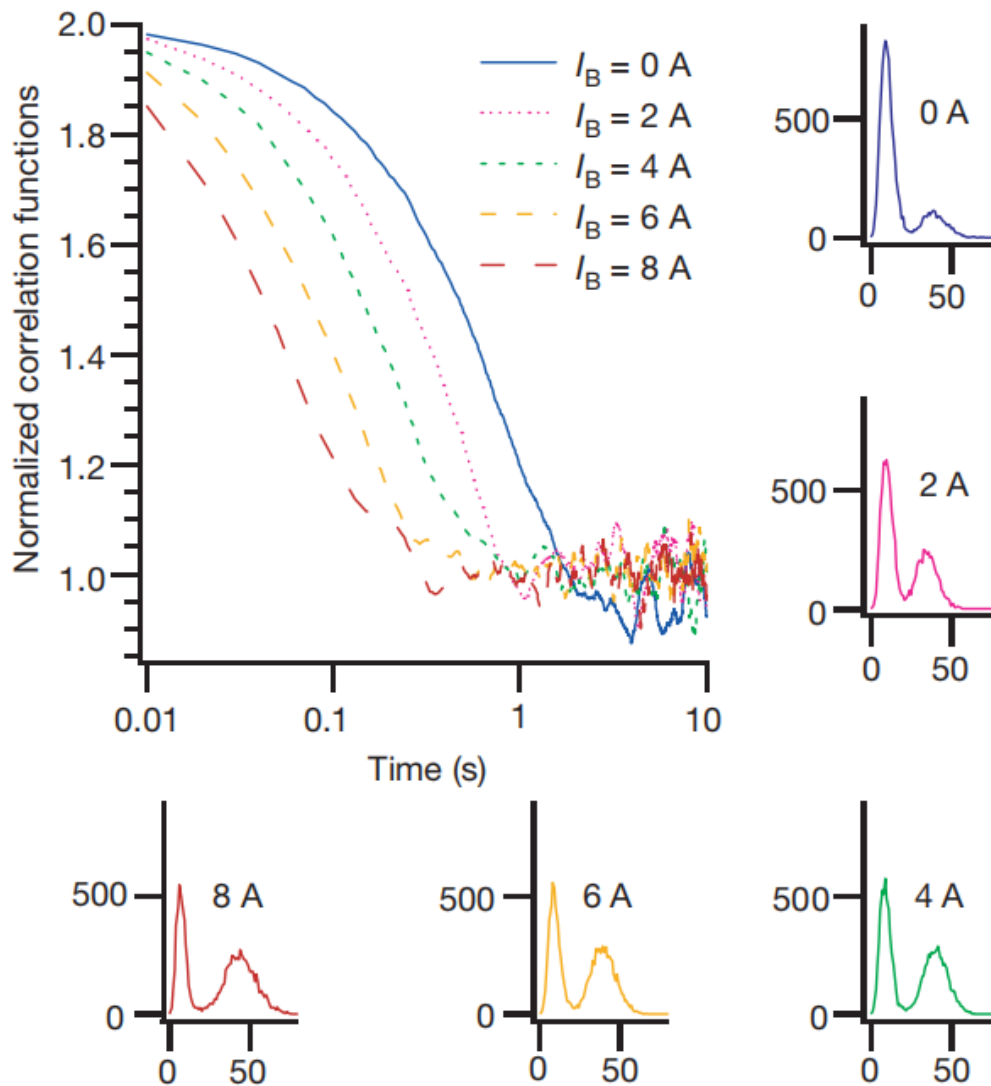 Normalized correlation functions
2.0
1.8
1.6
1.4
1.2
1.0
0.01
0.1
1
10
Time (s)
I_B = 0 A
I_B = 2 A
I_B = 4 A
I_B = 6 A
I_B = 8 A
0 A
500
0
0
50
2 A
500
0
0
50
8 A
500
0
0
50
6 A
500
0
0
50
4 A
500
0
0
50